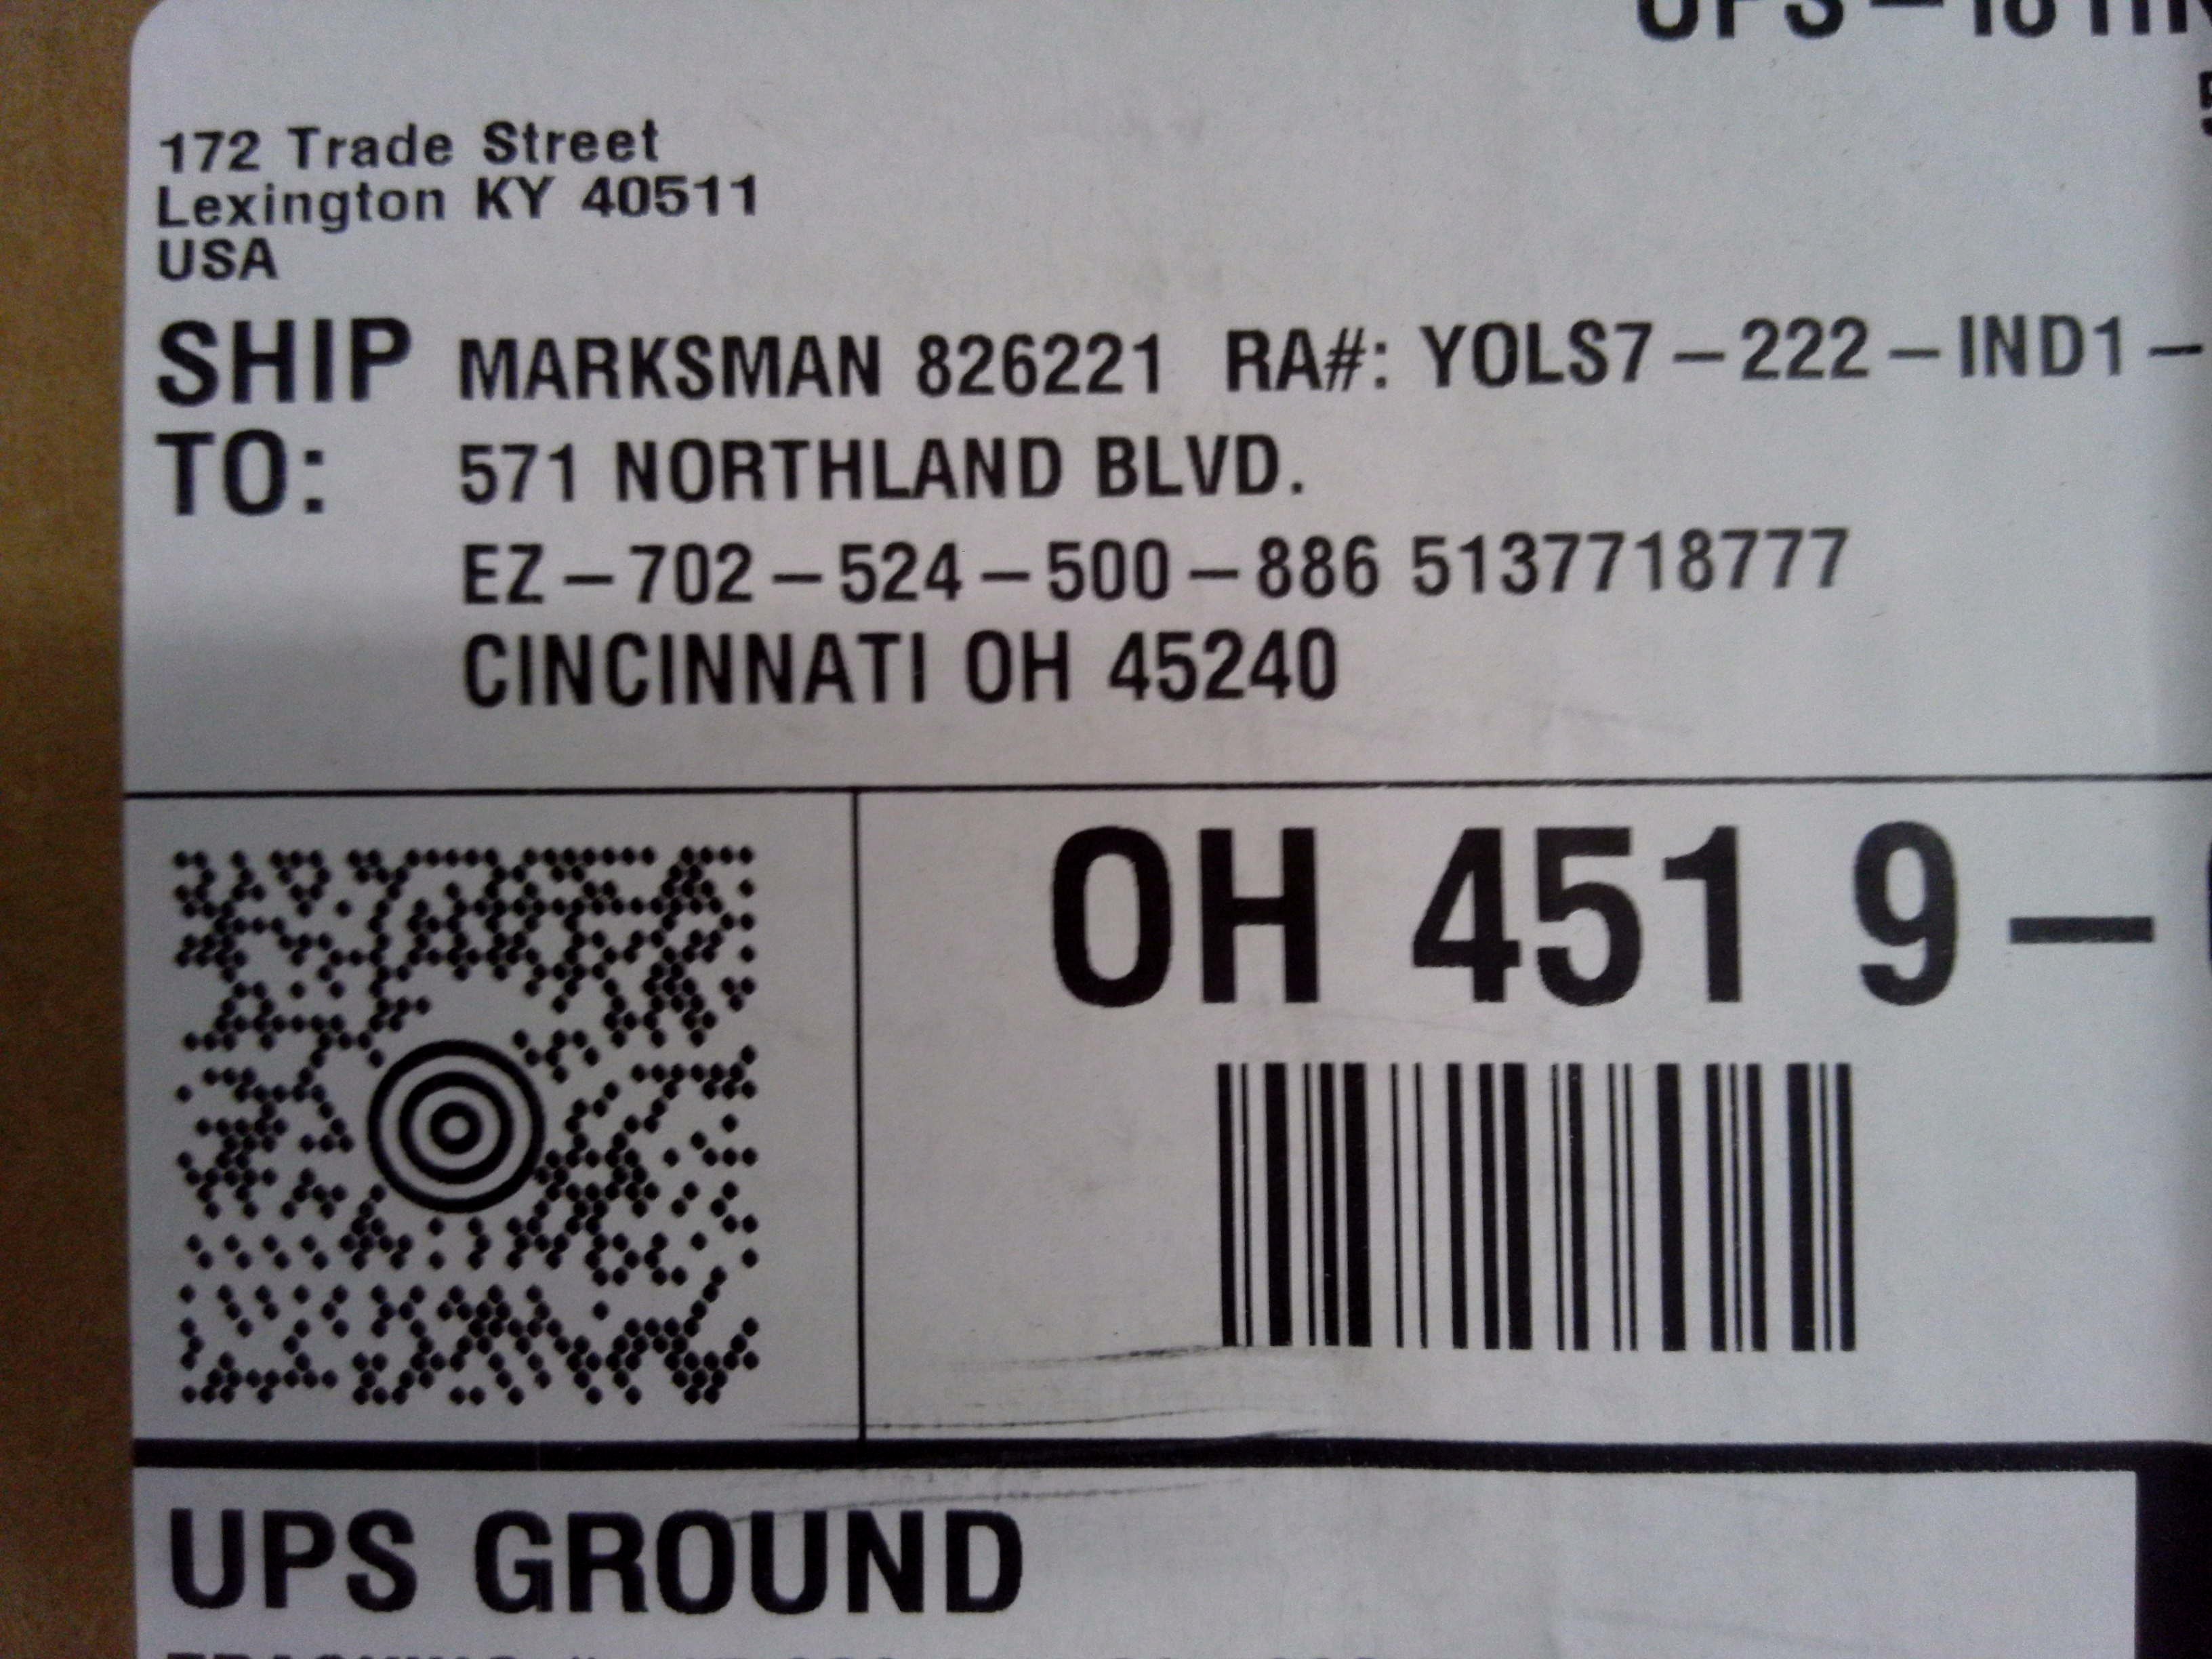 172 Trade Street
Lexington KY 40511
USA
SHIP TO: MARKSMAN 826221 RA#: YOLS7-222-IND1-
571 NORTHLAND BLVD.
EZ-702-524-500-886 5137718777
CINCINNATI OH 45240
OH 451 9-
UPS GROUND